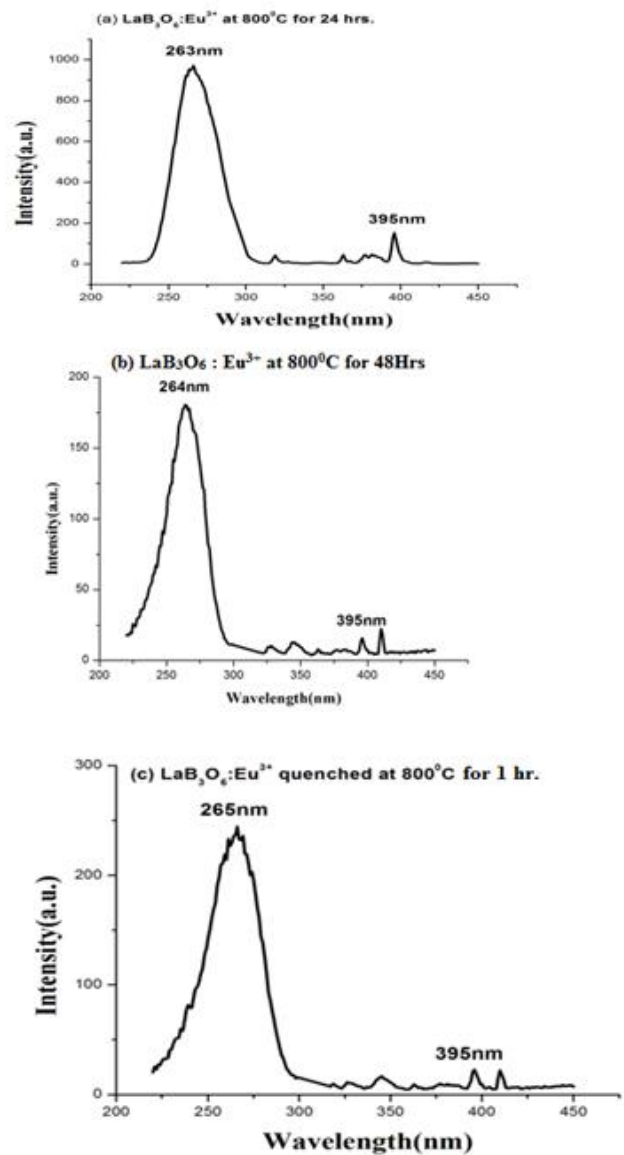 (a) LaB₃O₆:Eu³⁺ at 800⁰C for 24 hrs.
263nm
1000
800
600
400
200
0
Intensity(a.u.)
395nm
200 250 300 350 400 450
Wavelength(nm)
(b) LaB₃O₆ : Eu³⁺ at 800⁰C for 48Hrs
264nm
200
150
100
50
0
Intensity(a.u.)
395nm
200 250 300 350 400 450
Wavelength(nm)
(c) LaB₃O₆:Eu³⁺ quenched at 800⁰C for 1 hr.
265nm
300
200
100
0
Intensity(a.u.)
395nm
200 250 300 350 400 450
Wavelength(nm)